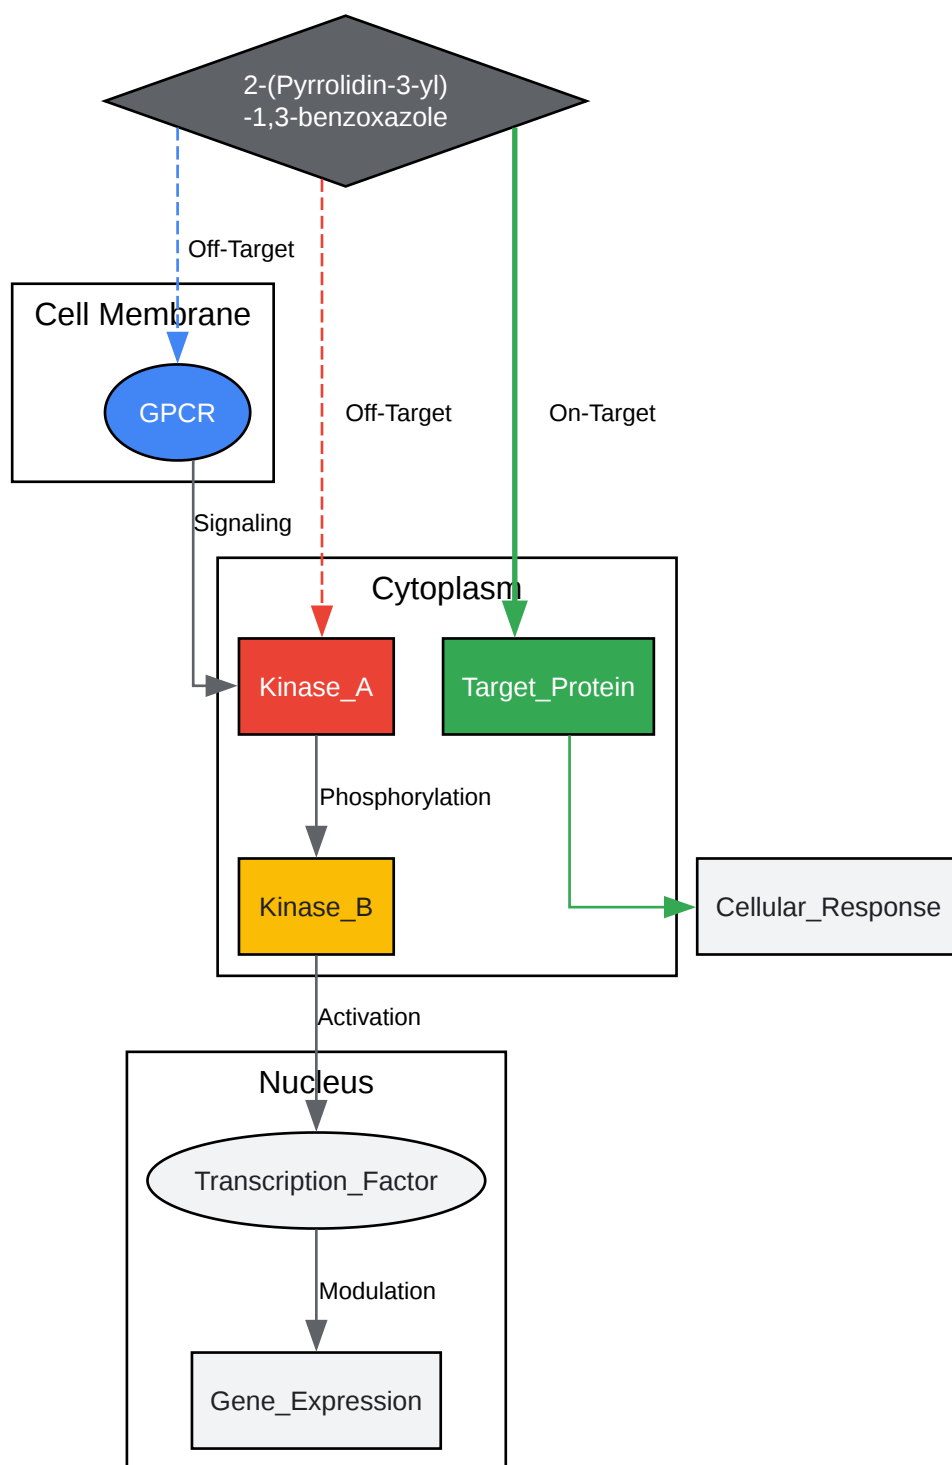 2-(Pyrrolidin-3-yl)
-1,3-benzoxazole
Off-Target
Cell Membrane
GPCR
Off-Target
On-Target
Signaling
Cytoplasm
Kinase_A
Target_Protein
Phosphorylation
Kinase_B
Cellular_Response
Activation
Nucleus
Transcription_Factor
Modulation
Gene_Expression